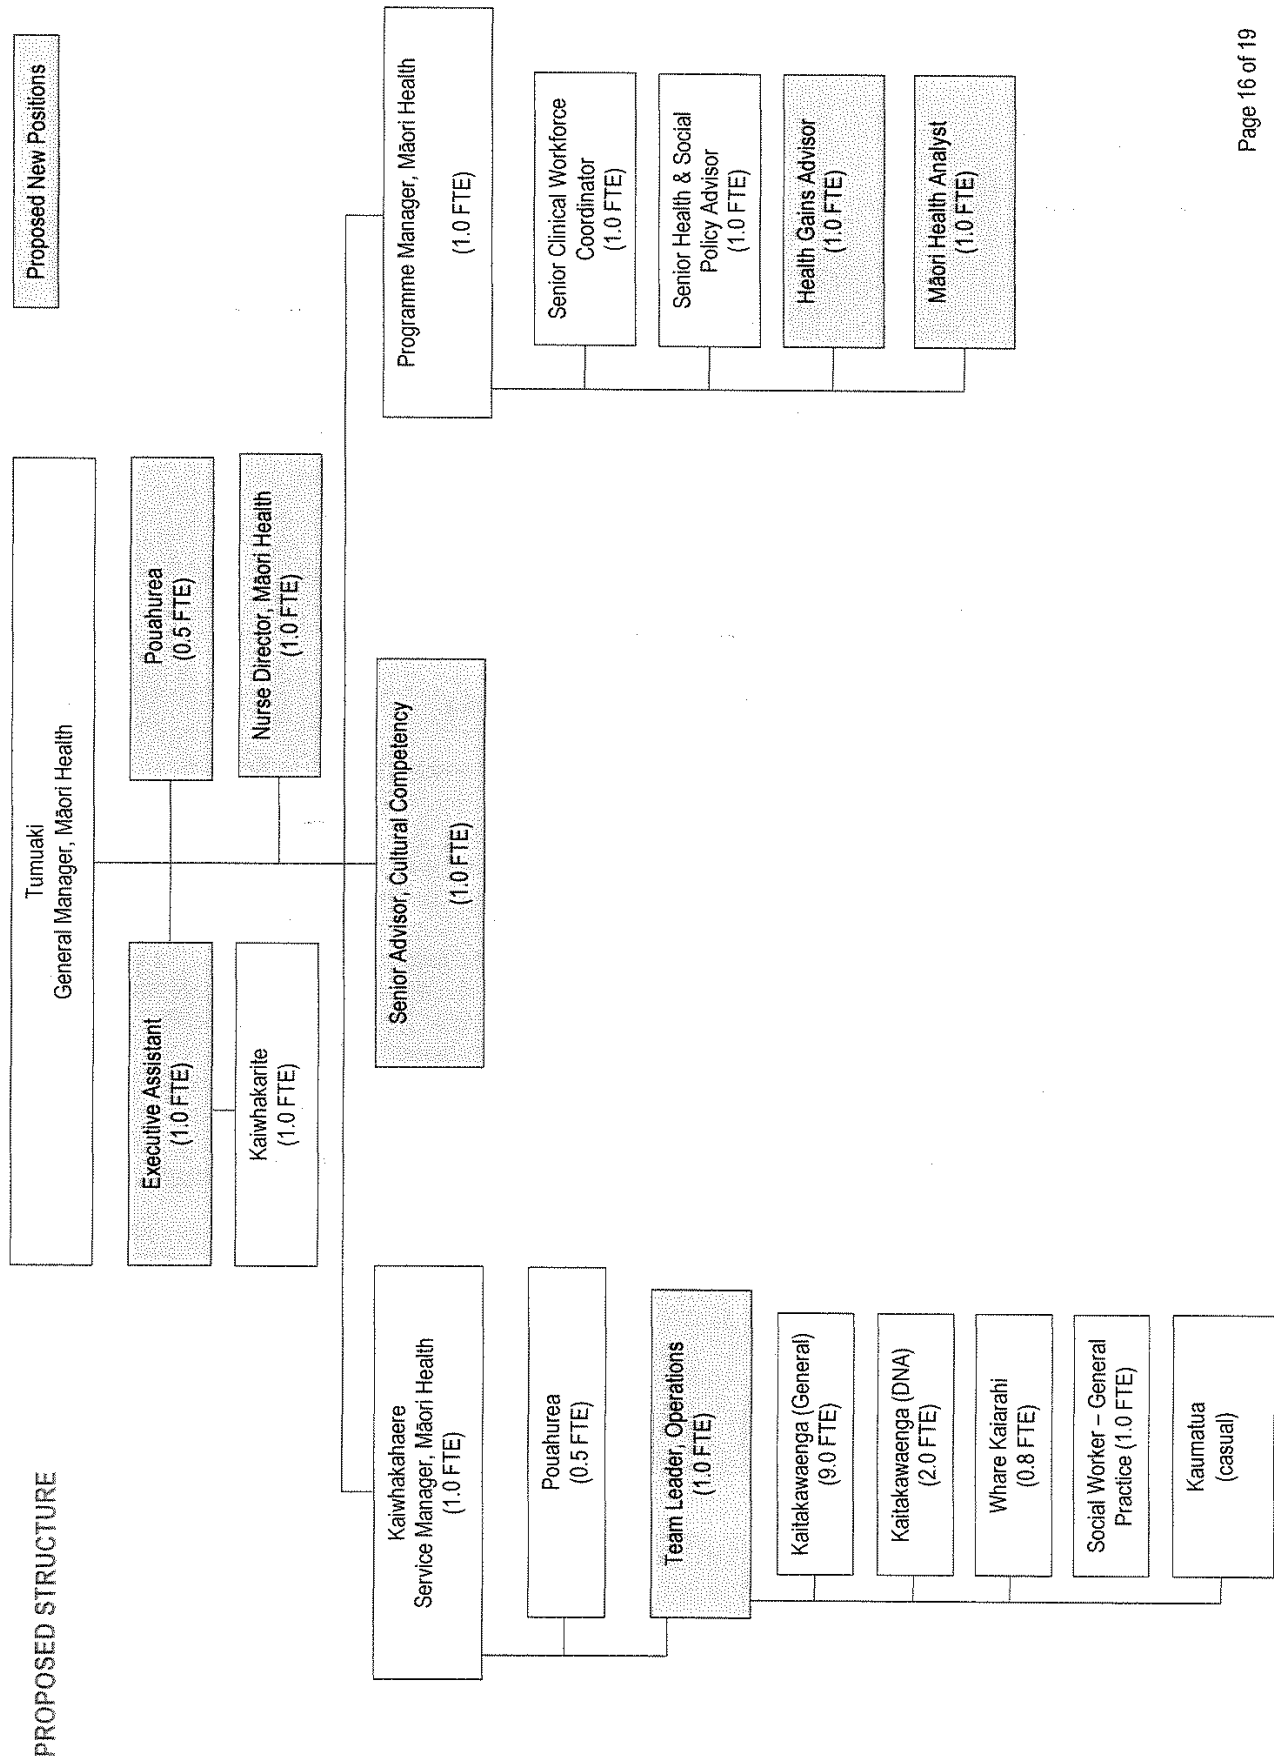 PROPOSED STRUCTURE
Proposed New Positions
Tumuaki
General Manager, Māori Health
Executive Assistant
(1.0 FTE)
Pouahurea
(0.5 FTE)
Kaiwhakarite
(1.0 FTE)
Nurse Director, Māori Health
(1.0 FTE)
Kaiwhakahaere
Service Manager, Māori Health
(1.0 FTE)
Senior Advisor, Cultural Competency
(1.0 FTE)
Programme Manager, Māori Health
(1.0 FTE)
Pouahurea
(0.5 FTE)
Team Leader, Operations
(1.0 FTE)
Kaitakawaenga (General)
(9.0 FTE)
Kaitakawaenga (DNA)
(2.0 FTE)
Whare Kaiarahi
(0.8 FTE)
Social Worker – General
Practice (1.0 FTE)
Kaumatua
(casual)
Senior Clinical Workforce
Coordinator
(1.0 FTE)
Senior Health & Social
Policy Advisor
(1.0 FTE)
Health Gains Advisor
(1.0 FTE)
Māori Health Analyst
(1.0 FTE)
Page 16 of 19